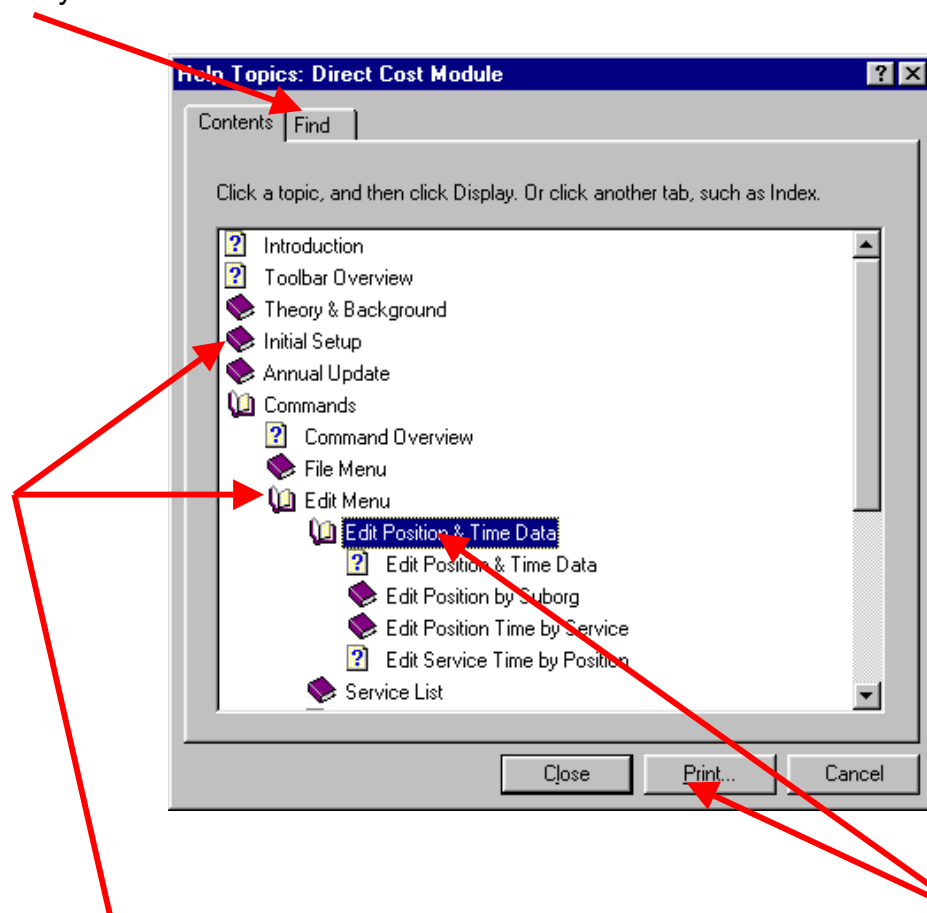 Help Topics: Direct Cost Module
Contents Find
Click a topic, and then click Display. Or click another tab, such as Index.
Introduction
Toolbar Overview
Theory & Background
Initial Setup
Annual Update
Commands
Command Overview
File Menu
Edit Menu
Edit Position & Time Data
Edit Position & Time Data
Edit Position by Suborg
Edit Position Time by Service
Edit Service Time by Position
Service List
Close Print... Cancel